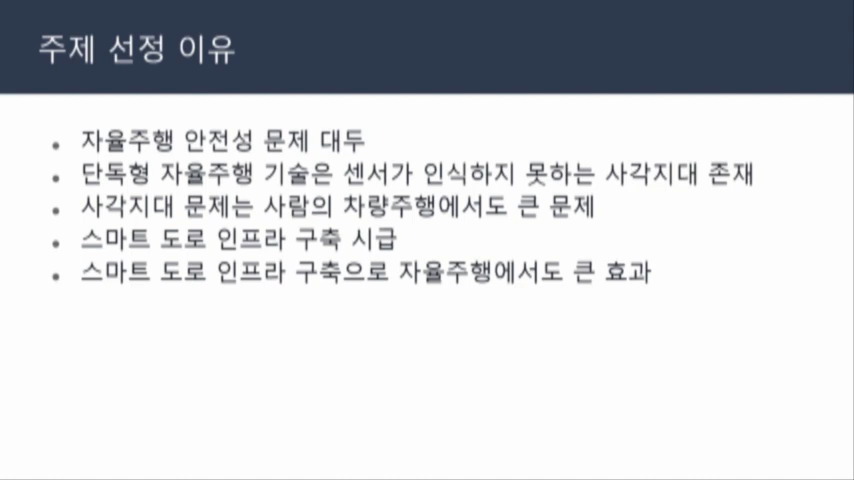 주제 선정 이유
• 자율주행 안전성 문제 대두
• 단독형 자율주행 기술은 센서가 인식하지 못하는 사각지대 존재
• 사각지대 문제는 사람의 차량주행에서도 큰 문제
• 스마트 도로 인프라 구축 시급
• 스마트 도로 인프라 구축으로 자율주행에서도 큰 효과